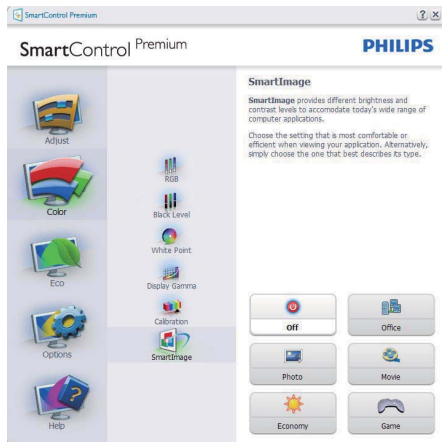 SmartControl Premium
SmartControl Premium
PHILIPS
Adjust
Color
Eco
Options
Help
RGB
Black Level
White Point
Display Gamma
Calibration
SmartImage
SmartImage
SmartImage provides different brightness and
contrast levels to accomodate today's wide range of
computer applications.
Choose the setting that is most comfortable or
efficient when viewing your application. Alternatively,
simply choose the one that best describes its type.
Off
Office
Photo
Movie
Economy
Game